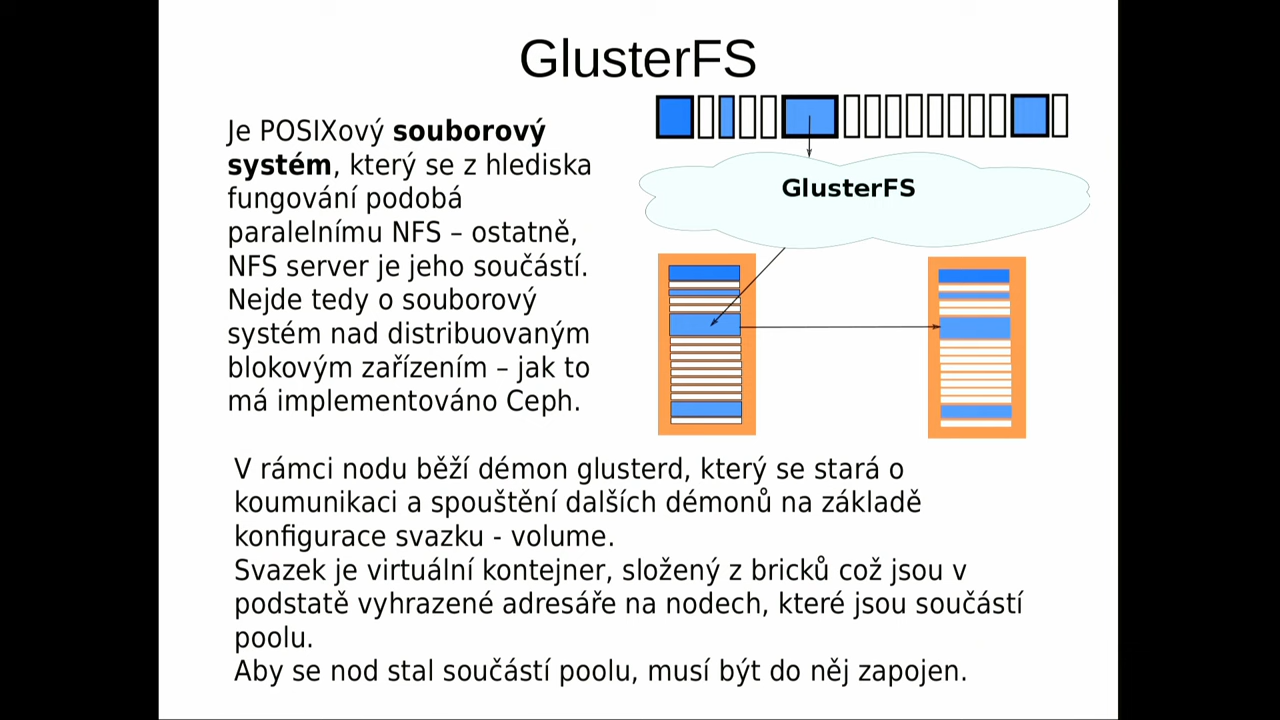 GlusterFS
Je POSIXový souborový
systém, který se z hlediska
fungování podobá
paralelnímu NFS – ostatně,
NFS server je jeho součástí.
Nejde tedy o souborový
systém nad distribuovaným
blokovým zařízením – jak to
má implementováno Ceph.
GlusterFS
V rámci nodu běží démon glusterd, který se stará o
koumunikaci a spouštění dalších démonů na základě
konfigurace svazku - volume.
Svazek je virtuální kontejner, složený z bricků což jsou v
podstatě vyhrazené adresáře na nodech, které jsou součástí
poolu.
Aby se nod stal součástí poolu, musí být do něj zapojen.